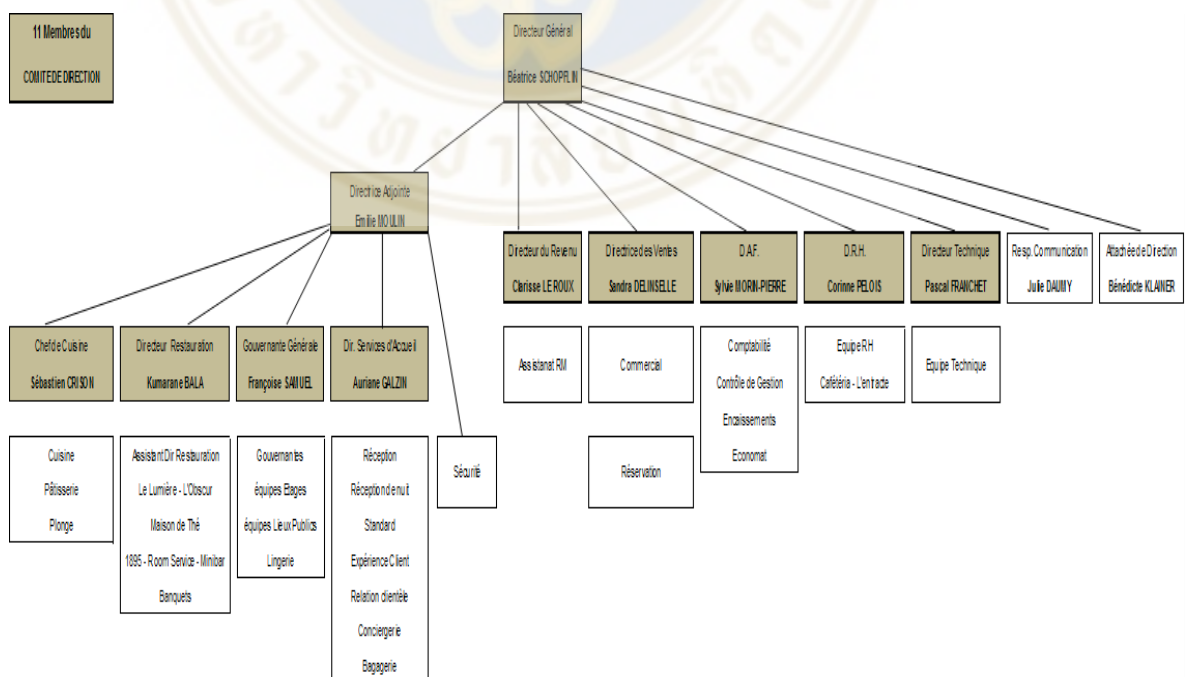 11 Membres du
COMITE DE DIRECTION
Directeur Général
Béatrice SCHOPFLIN
Directrice Adjointe
Emilie MOULIN
Directeur du Revenu
Clarisse LE ROUX
Directrice des Ventes
Sandra DELINSELLE
D.A.F.
Sylvie MORIN-PIERRE
D.R.H.
Corinne PELOIS
Directeur Technique
Pascal FRANCHET
Resp. Communication
Julie DAUMY
Attachée de Direction
Bénédicte KLAINER
Chef de Cuisine
Sébastien CRISON
Directeur Restauration
Kumarane BALA
Gouvernante Générale
Françoise SAMUEL
Dir. Services d'Accueil
Auriane GALZIN
Assistanat RM
Commercial
Comptabilité
Contrôle de Gestion
Encaissements
Economat
Equipe RH
Cafétéria - L'entracte
Equipe Technique
Cuisine
Pâtisserie
Plonge
Assistant Dir Restauration
Le Lumière - L'Obscur
Maison de Thé
1895 - Room Service - Minibar
Banquets
Gouvernantes
équipes Etages
équipes Lieux Publics
Lingerie
Réception
Réception de nuit
Standard
Expérience Client
Relation clientèle
Conciergerie
Bagagerie
Sécurité
Réservation